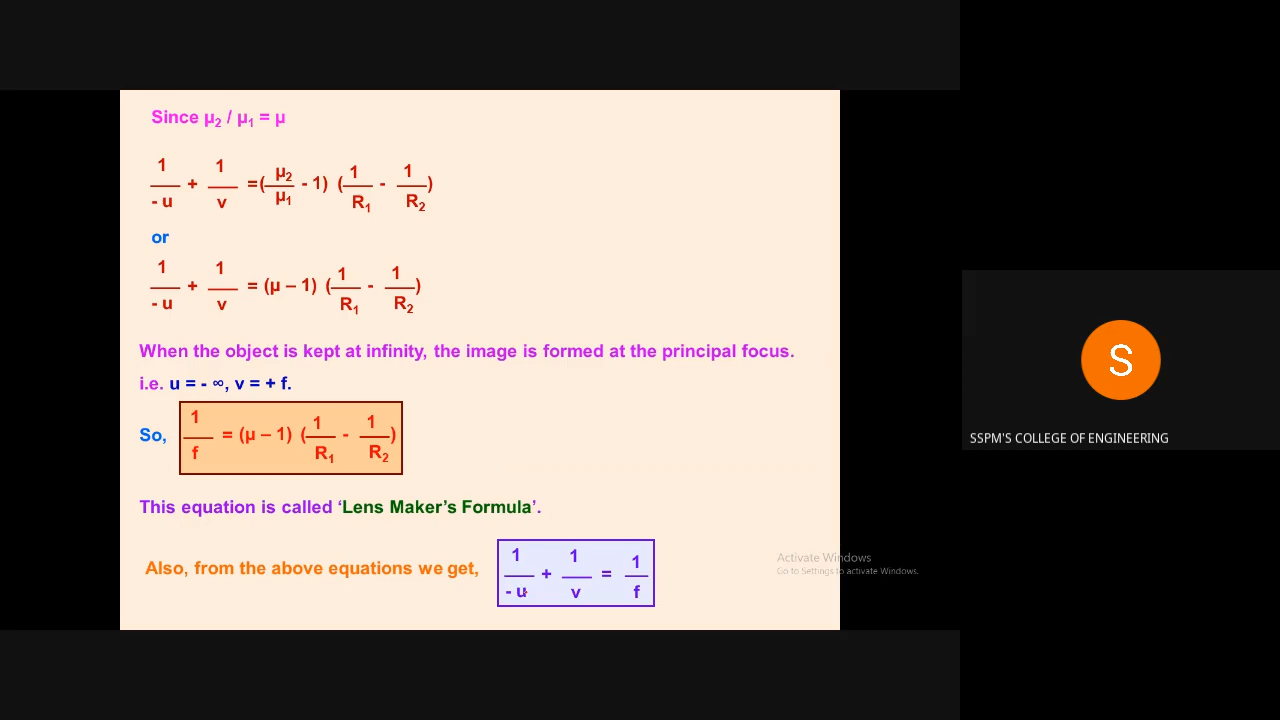 Since μ₂ / μ₁ = μ
1/- u + 1/v = (μ₂/μ₁ - 1) (1/R₁ - 1/R₂)
or
1/- u + 1/v = (μ – 1) (1/R₁ - 1/R₂)
When the object is kept at infinity, the image is formed at the principal focus.
i.e. u = - ∞, v = + f.
So, 1/f = (μ – 1) (1/R₁ - 1/R₂)
This equation is called ‘Lens Maker’s Formula’.
Also, from the above equations we get, 1/- u + 1/v = 1/f
Activate Windows
Go to Settings to activate Windows.
S
SSPM'S COLLEGE OF ENGINEERING